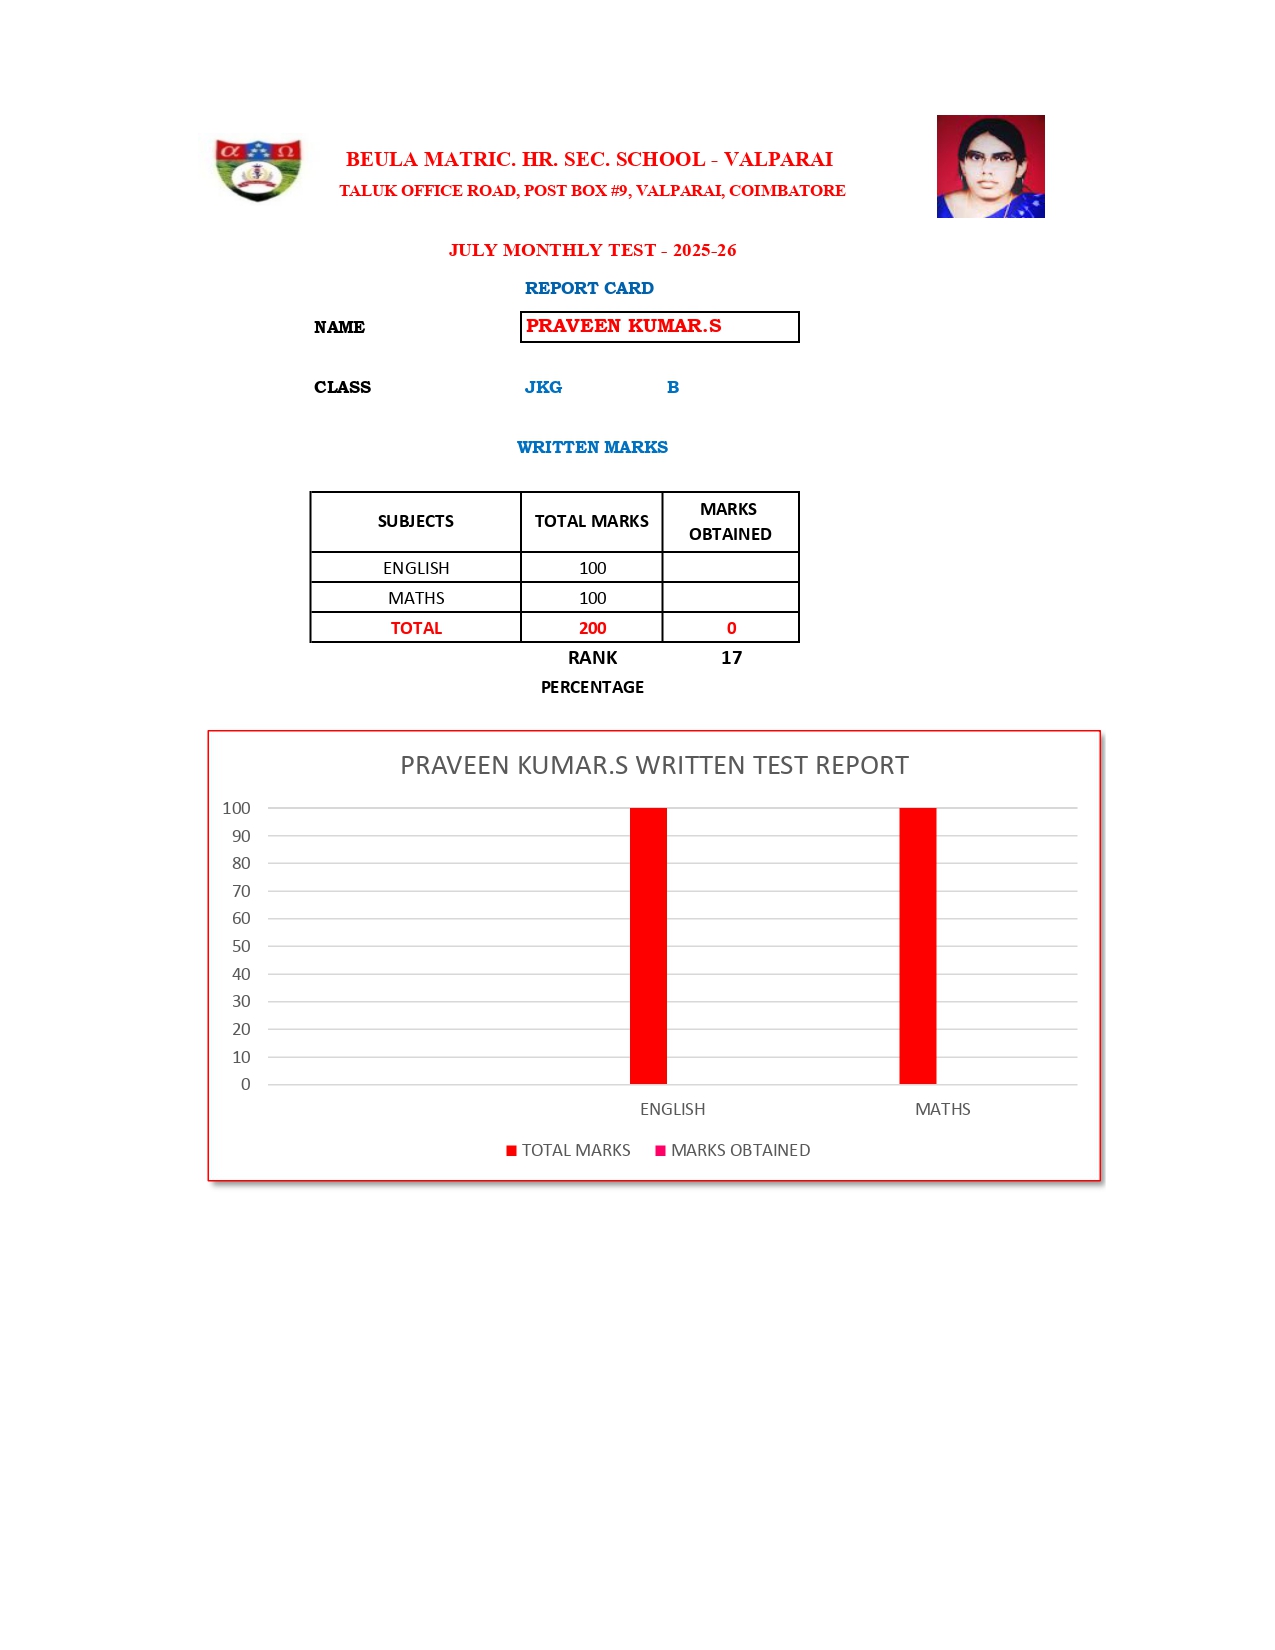 α Ω
BEULA MATRIC. HR. SEC. SCHOOL - VALPARAI
TALUK OFFICE ROAD, POST BOX #9, VALPARAI, COIMBATORE
JULY MONTHLY TEST - 2025-26
REPORT CARD
NAME PRAVEEN KUMAR.S
CLASS JKG B
WRITTEN MARKS
SUBJECTS TOTAL MARKS MARKS OBTAINED
ENGLISH 100
MATHS 100
TOTAL 200 0
RANK 17
PERCENTAGE
PRAVEEN KUMAR.S WRITTEN TEST REPORT
100
90
80
70
60
50
40
30
20
10
0
ENGLISH MATHS
TOTAL MARKS MARKS OBTAINED